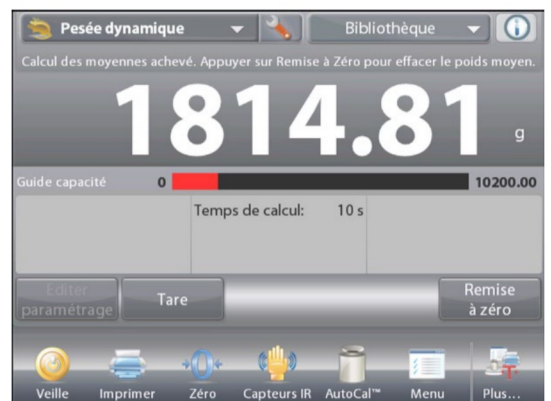 Pesée dynamique
Bibliothèque
Calcul des moyennes achevé. Appuyer sur Remise à Zéro pour effacer le poids moyen.
1814.81 g
Guide capacité 0 10200.00
Temps de calcul: 10 s
Editer
paramétrage
Tare
Remise
à zéro
Veille Imprimer Zéro Capteurs IR AutoCal™ Menu Plus...